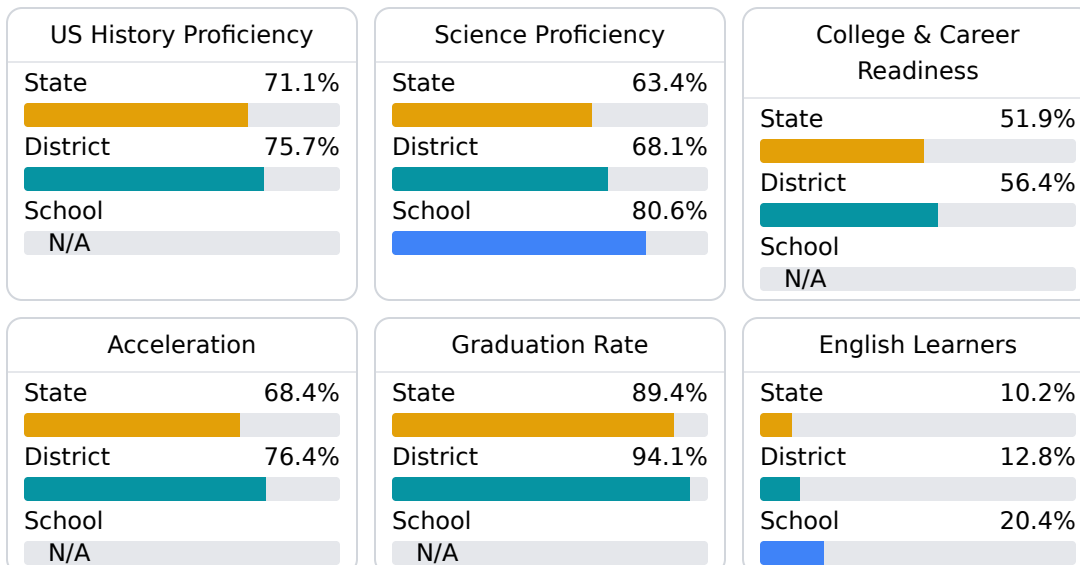 US History Proficiency
State 71.1%
District 75.7%
School
N/A
Science Proficiency
State 63.4%
District 68.1%
School 80.6%
College & Career
Readiness
State 51.9%
District 56.4%
School
N/A
Acceleration
State 68.4%
District 76.4%
School
N/A
Graduation Rate
State 89.4%
District 94.1%
School
N/A
English Learners
State 10.2%
District 12.8%
School 20.4%